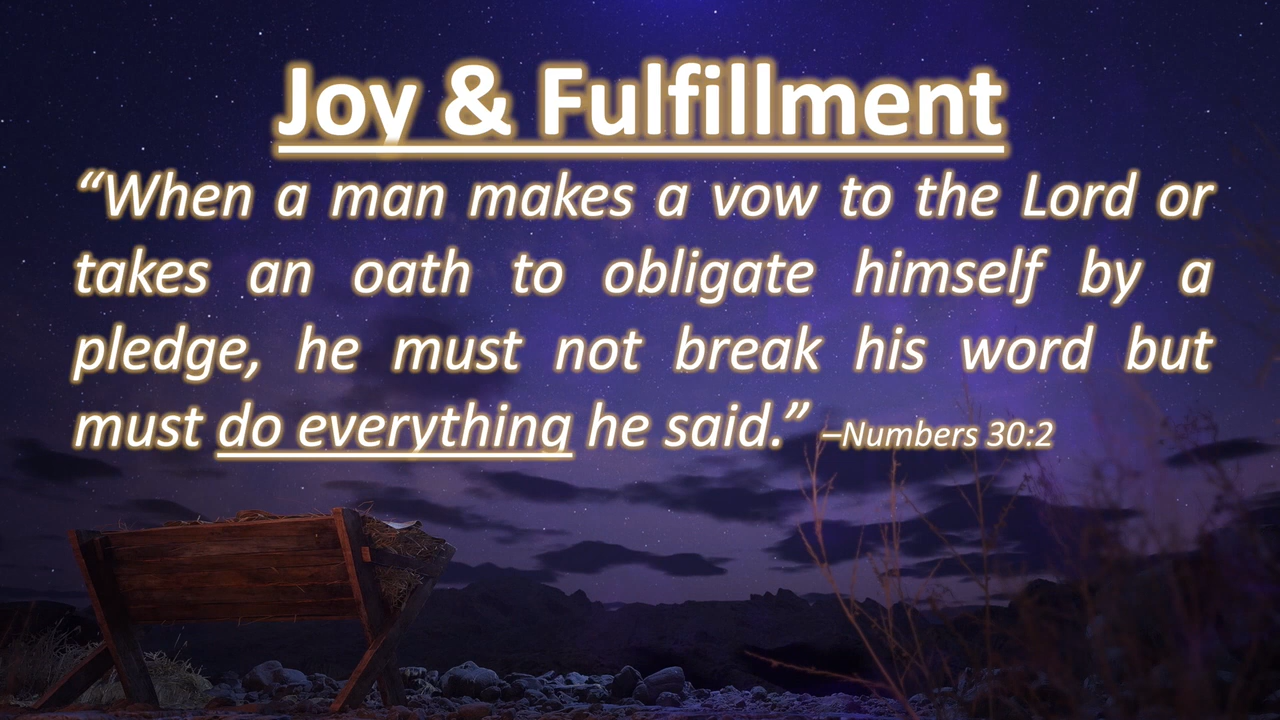 Joy & Fulfillment
“When a man makes a vow to the Lord or
takes an oath to obligate himself by a
pledge, he must not break his word but
must do everything he said.” –Numbers 30:2